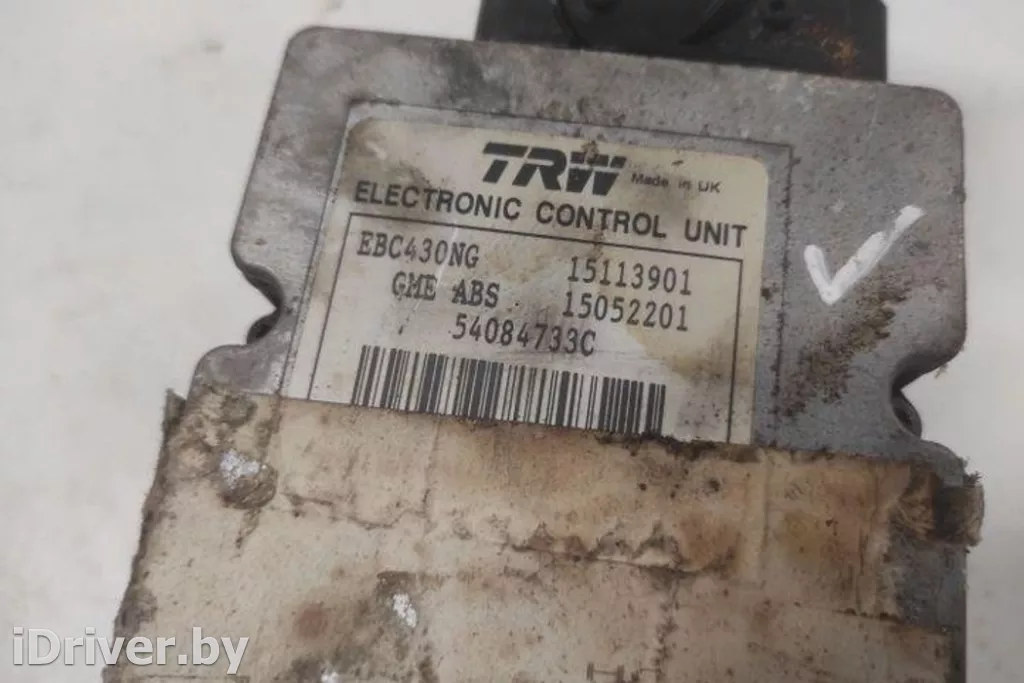 TRW Made in UK
ELECTRONIC CONTROL UNIT
EBC430NG 15113901
GME ABS 15052201
54084733C
iDriver.by